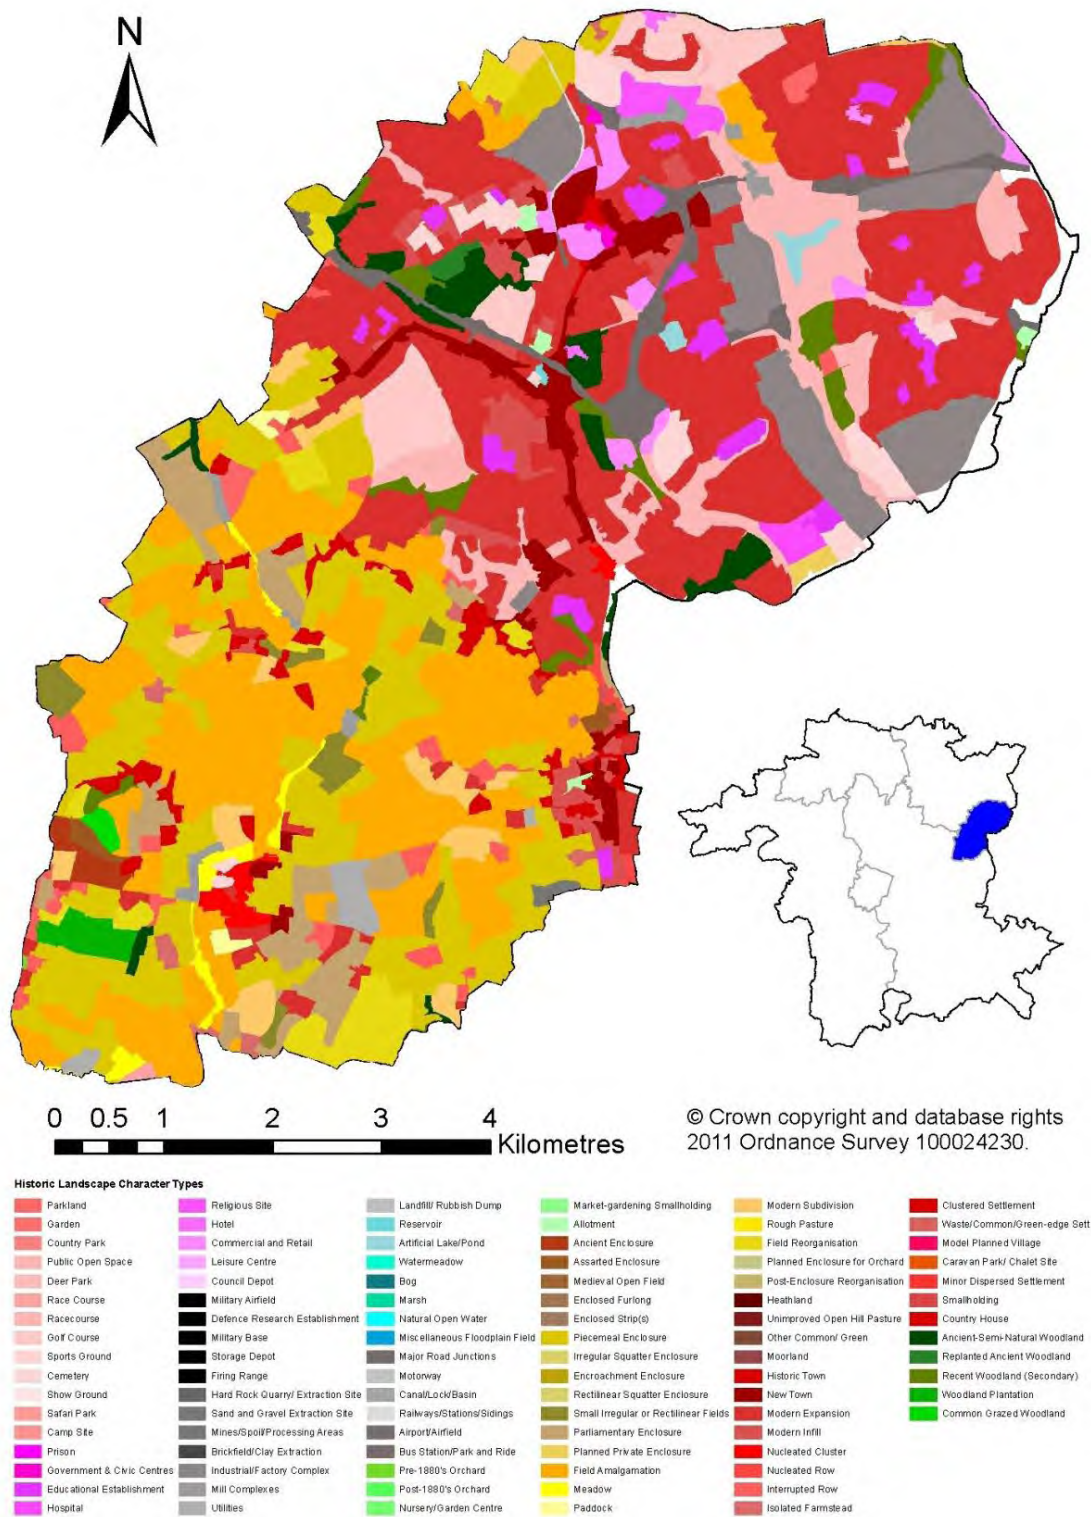 N
0 0.5 1 2 3 4
Kilometres
© Crown copyright and database rights
2011 Ordnance Survey 100024230.
Historic Landscape Character Types
Parkland
Garden
Country Park
Public Open Space
Deer Park
Race Course
Racecourse
Golf Course
Sports Ground
Cemetery
Show Ground
Safari Park
Camp Site
Prison
Government & Civic Centres
Educational Establishment
Hospital
Religious Site
Hotel
Commercial and Retail
Leisure Centre
Council Depot
Military Airfield
Defence Research Establishment
Military Base
Storage Depot
Firing Range
Hard Rock Quarry/ Extraction Site
Sand and Gravel Extraction Site
Mines/Spoil/Processing Areas
Brickfield/Clay Extraction
Industrial/Factory Complex
Mill Complexes
Utilities
Landfill/ Rubbish Dump
Reservoir
Artificial Lake/Pond
Watermeadow
Bog
Marsh
Natural Open Water
Miscellaneous Floodplain Field
Major Road Junctions
Motorway
Canal/Lock/Basin
Railways/Stations/Sidings
Airport/Airfield
Bus Station/Park and Ride
Pre-1880's Orchard
Post-1880's Orchard
Nursery/Garden Centre
Market-gardening Smallholding
Allotment
Ancient Enclosure
Assarted Enclosure
Medieval Open Field
Enclosed Furlong
Enclosed Strip(s)
Piecemeal Enclosure
Irregular Squatter Enclosure
Encroachment Enclosure
Rectilinear Squatter Enclosure
Small Irregular or Rectilinear Fields
Parliamentary Enclosure
Planned Private Enclosure
Field Amalgamation
Meadow
Paddock
Modern Subdivision
Rough Pasture
Field Reorganisation
Planned Enclosure for Orchard
Post-Enclosure Reorganisation
Heathland
Unimproved Open Hill Pasture
Other Common/ Green
Moorland
Historic Town
New Town
Modern Expansion
Modern Infill
Nucleated Cluster
Nucleated Row
Interrupted Row
Isolated Farmstead
Clustered Settlement
Waste/Common/Green-edge Sett
Model Planned Village
Caravan Park/ Chalet Site
Minor Dispersed Settlement
Smallholding
Country House
Ancient-Semi-Natural Woodland
Replanted Ancient Woodland
Recent Woodland (Secondary)
Woodland Plantation
Common Grazed Woodland